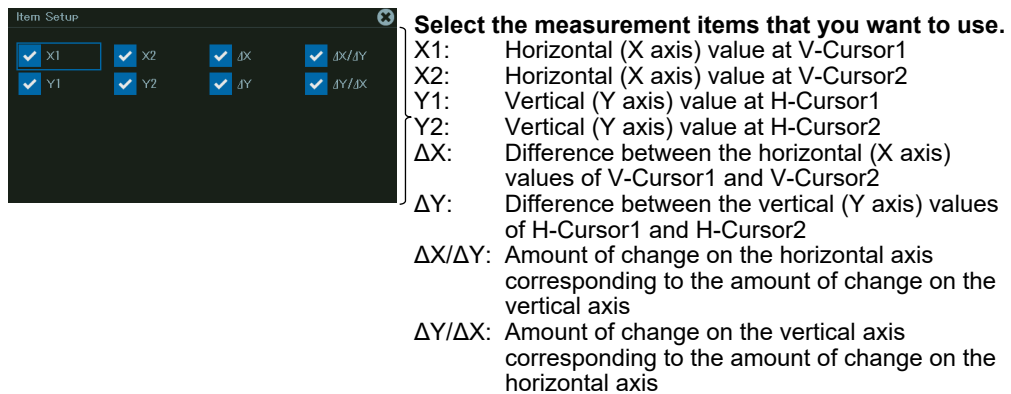 Item Setup
X1 X2 ΔX ΔX/ΔY
Y1 Y2 ΔY ΔY/ΔX
Select the measurement items that you want to use.
X1: Horizontal (X axis) value at V-Cursor1
X2: Horizontal (X axis) value at V-Cursor2
Y1: Vertical (Y axis) value at H-Cursor1
Y2: Vertical (Y axis) value at H-Cursor2
ΔX: Difference between the horizontal (X axis)
values of V-Cursor1 and V-Cursor2
ΔY: Difference between the vertical (Y axis) values
of H-Cursor1 and H-Cursor2
ΔX/ΔY: Amount of change on the horizontal axis
corresponding to the amount of change on the
vertical axis
ΔY/ΔX: Amount of change on the vertical axis
corresponding to the amount of change on the
horizontal axis